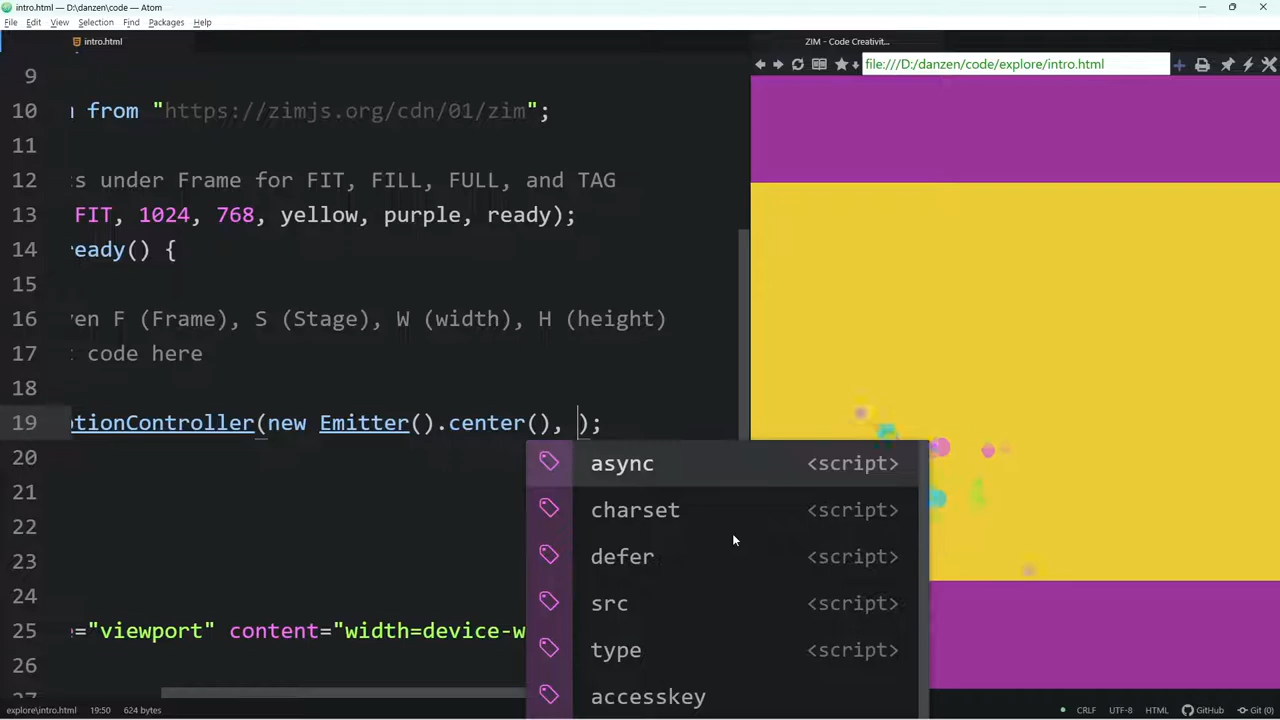 intro.html — D:\danzen\code — Atom
File Edit View Selection Find Packages Help
intro.html
ZIM - Code Creativit...
file:///D:/danzen/code/explore/intro.html
9
10 from "https://zimjs.org/cdn/01/zim";
11
12 ts under Frame for FIT, FILL, FULL, and TAG
13 FIT, 1024, 768, yellow, purple, ready);
14 ready() {
15
16 ven F (Frame), S (Stage), W (width), H (height)
17 code here
18
19 otionController(new Emitter().center(), );
20
21
22
23
24
25 ="viewport" content="width=device-w
26
27
async <script>
charset <script>
defer <script>
src <script>
type <script>
accesskey
explore\intro.html 19:50 624 bytes
CRLF UTF-8 HTML GitHub Git (0)